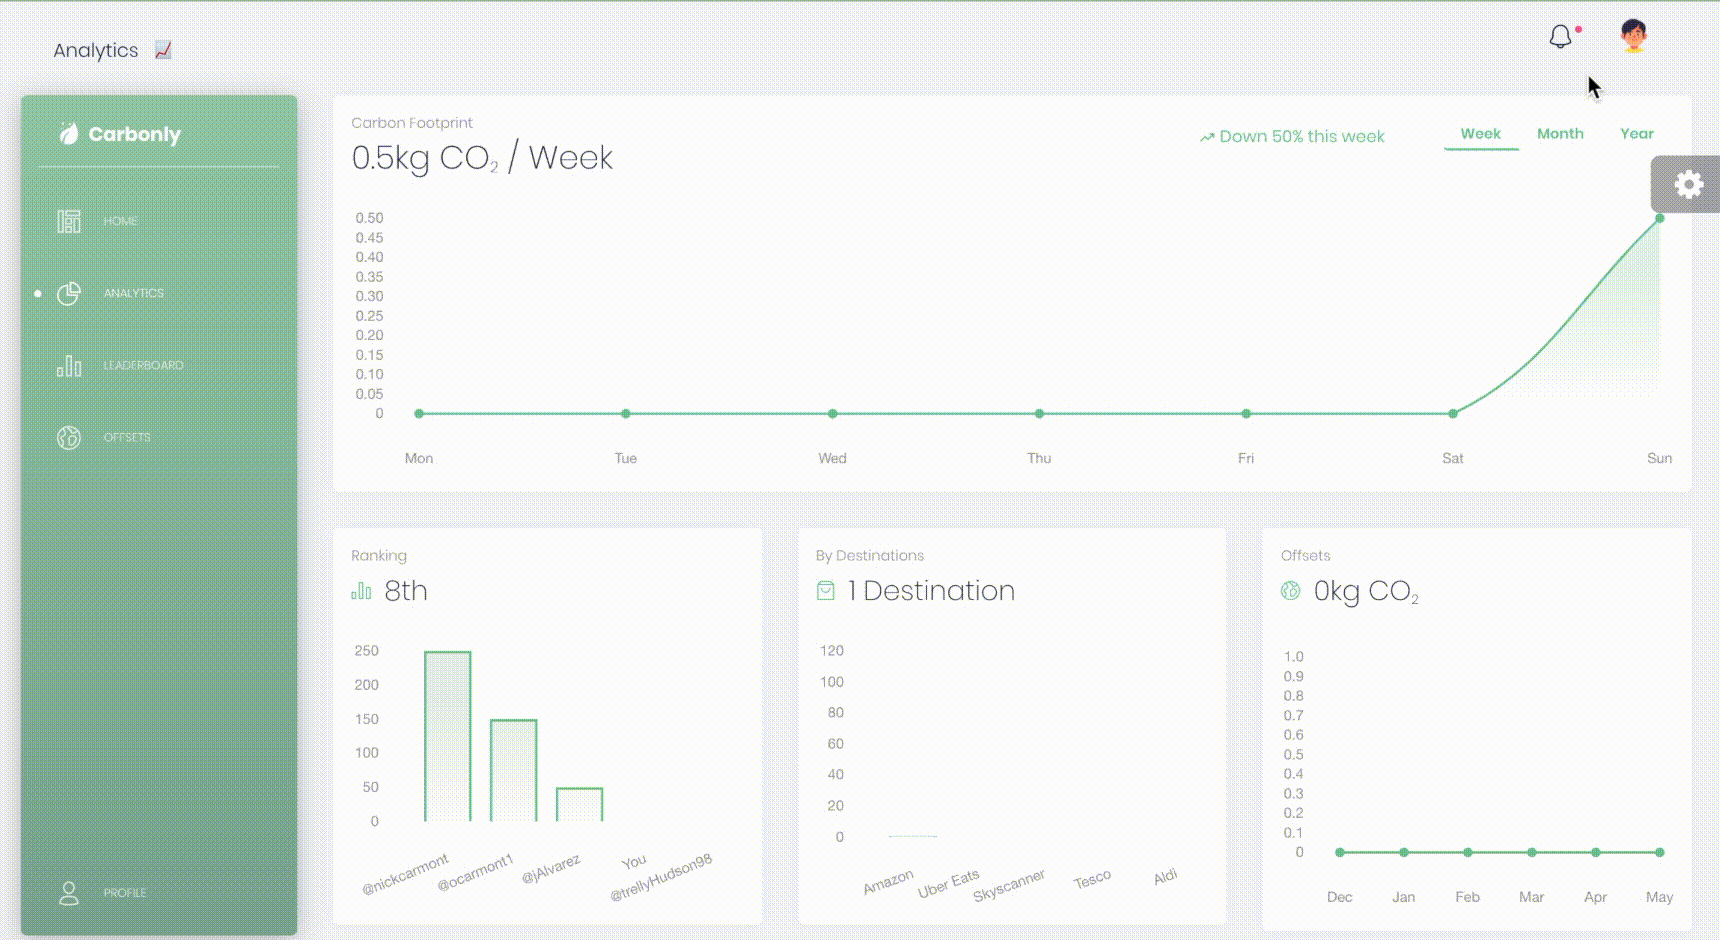 Analytics
Carbonly
HOME
ANALYTICS
LEADERBOARD
OFFSETS
PROFILE
Carbon Footprint
0.5kg CO₂ / Week
Down 50% this week
Week Month Year
0.50
0.45
0.40
0.35
0.30
0.25
0.20
0.15
0.10
0.05
0
Mon Tue Wed Thu Fri Sat Sun
Ranking
8th
250
200
150
100
50
0
@nickcarmont @ocarmont1 @jAlvarez You @trellyHudson98
By Destinations
1 Destination
120
100
80
60
40
20
0
Amazon Uber Eats Skyscanner Tesco Aldi
Offsets
0kg CO₂
1.0
0.9
0.8
0.7
0.6
0.5
0.4
0.3
0.2
0.1
0
Dec Jan Feb Mar Apr May